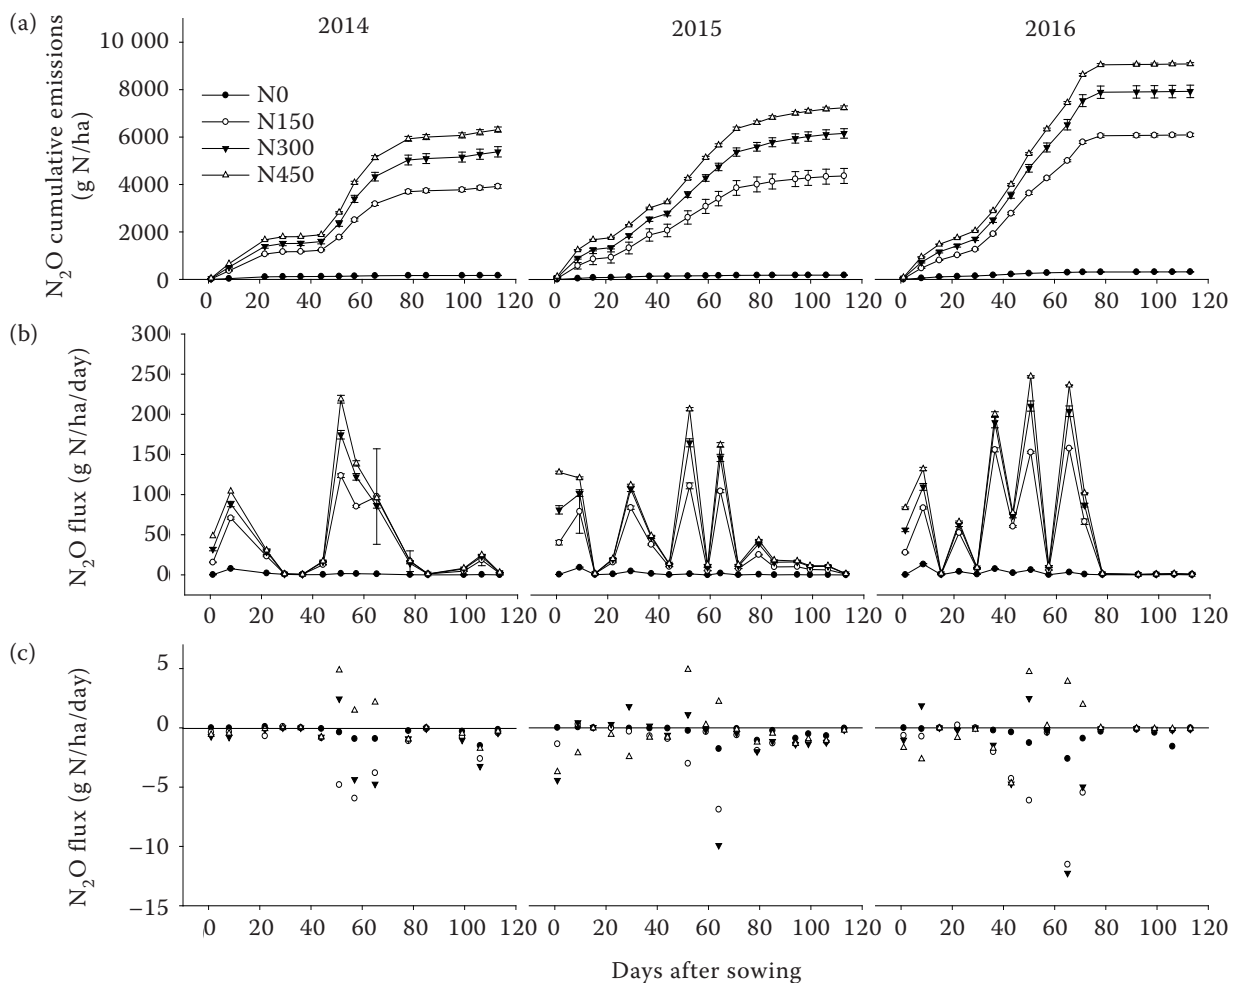 (a)
2014 2015 2016
N₂O cumulative emissions
(g N/ha)
10 000
8000
6000
4000
2000
0
N0
N150
N300
N450
0 20 40 60 80 100 120 0 20 40 60 80 100 120 0 20 40 60 80 100 120
(b)
N₂O flux (g N/ha/day)
300
250
200
150
100
50
0
0 20 40 60 80 100 120 0 20 40 60 80 100 120 0 20 40 60 80 100 120
(c)
N₂O flux (g N/ha/day)
5
0
−5
−10
−15
0 20 40 60 80 100 120 0 20 40 60 80 100 120 0 20 40 60 80 100 120
Days after sowing